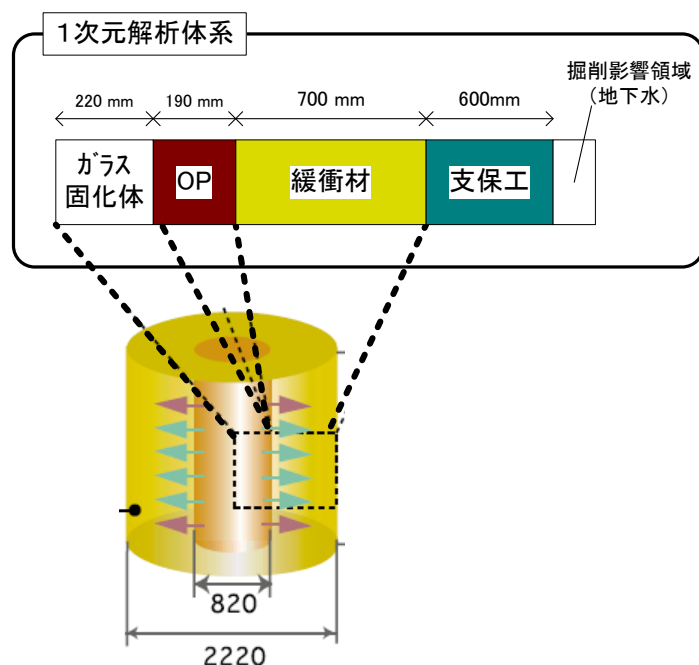 1次元解析体系
掘削影響領域
(地下水)
220 mm
190 mm
700 mm
600mm
ガラス
固化体
OP
緩衝材
支保工
820
2220